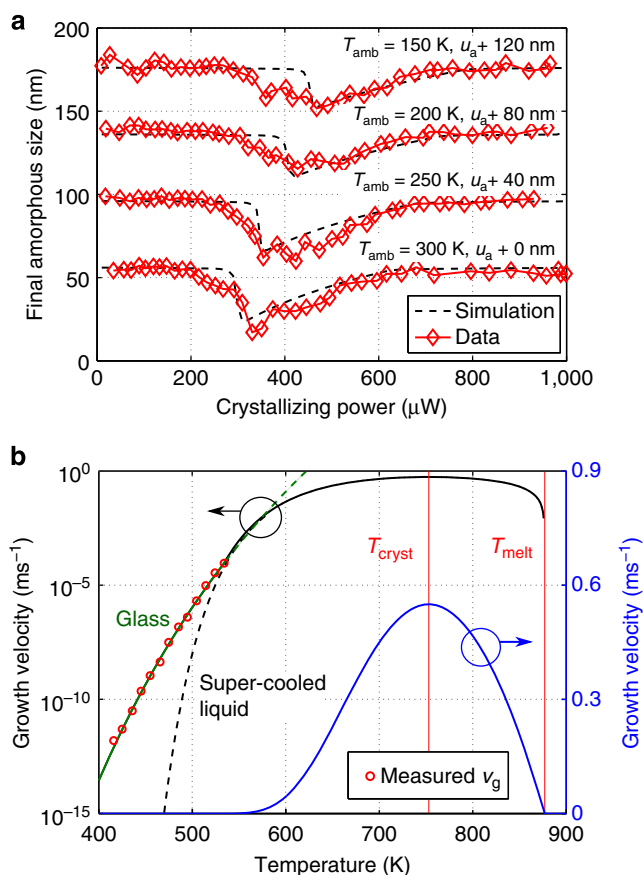 a
200
150
100
50
0
Final amorphous size (nm)
T_amb = 150 K, u_a + 120 nm
T_amb = 200 K, u_a + 80 nm
T_amb = 250 K, u_a + 40 nm
T_amb = 300 K, u_a + 0 nm
Simulation
Data
0 200 400 600 800 1,000
Crystallizing power (μW)
b
10⁰
10⁻⁵
10⁻¹⁰
10⁻¹⁵
Growth velocity (ms⁻¹)
0.9
0.6
0.3
0
Growth velocity (ms⁻¹)
T_cryst
T_melt
Glass
Super-cooled
liquid
Measured v_g
400 500 600 700 800 900
Temperature (K)